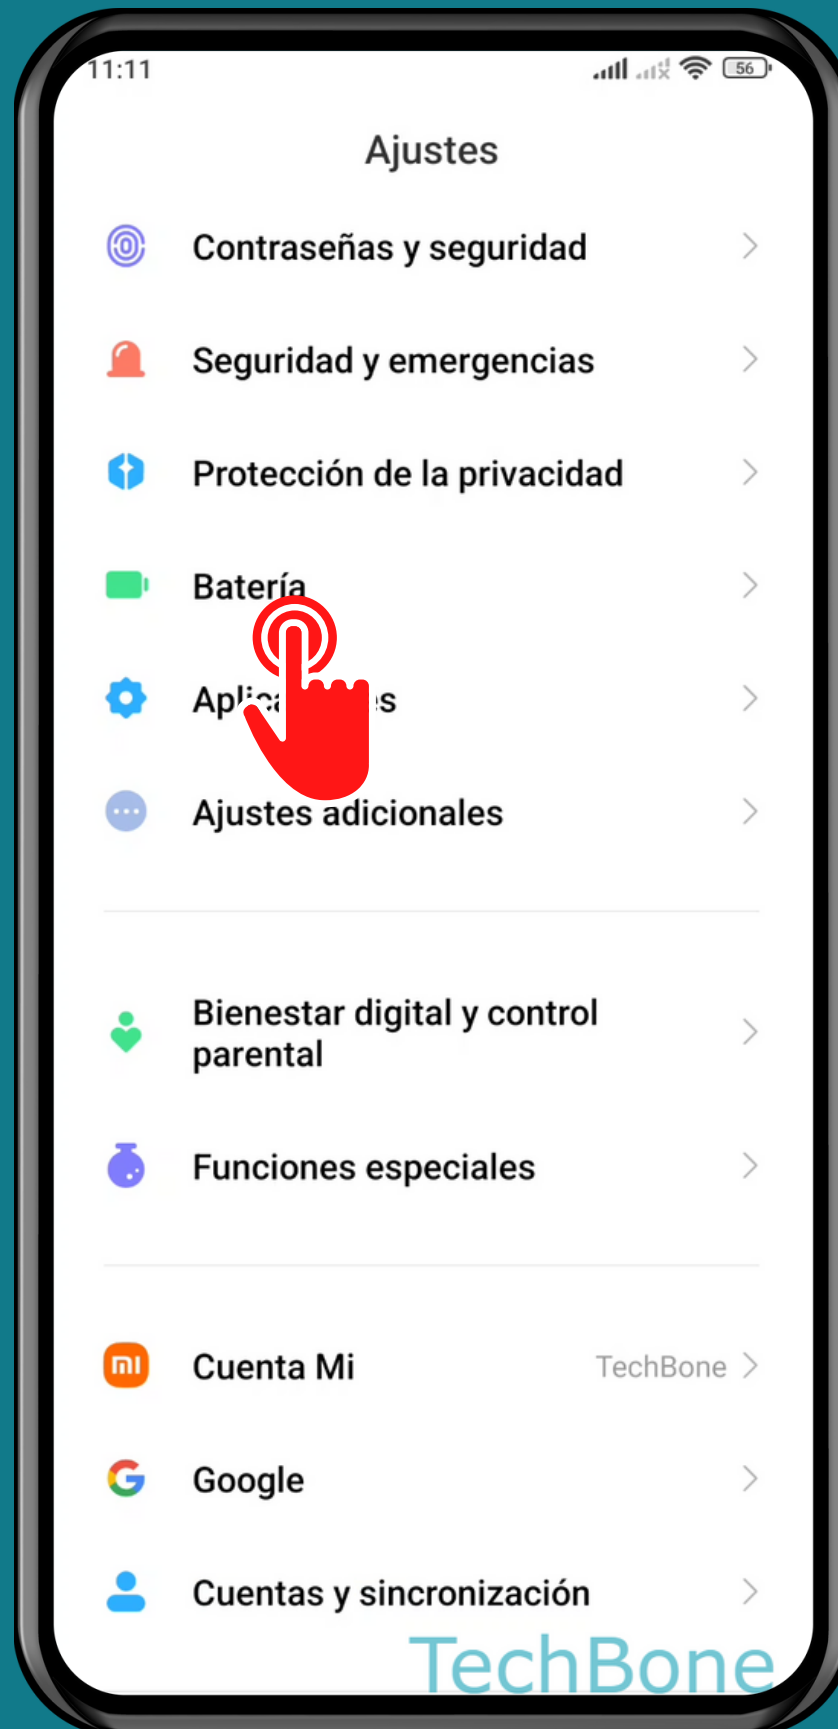 11:11
56
Ajustes
Contraseñas y seguridad
Seguridad y emergencias
Protección de la privacidad
Batería
Ajustes adicionales
Bienestar digital y control
parental
Funciones especiales
mi
Cuenta Mi
TechBone
Google
Cuentas y sincronización
TechBone